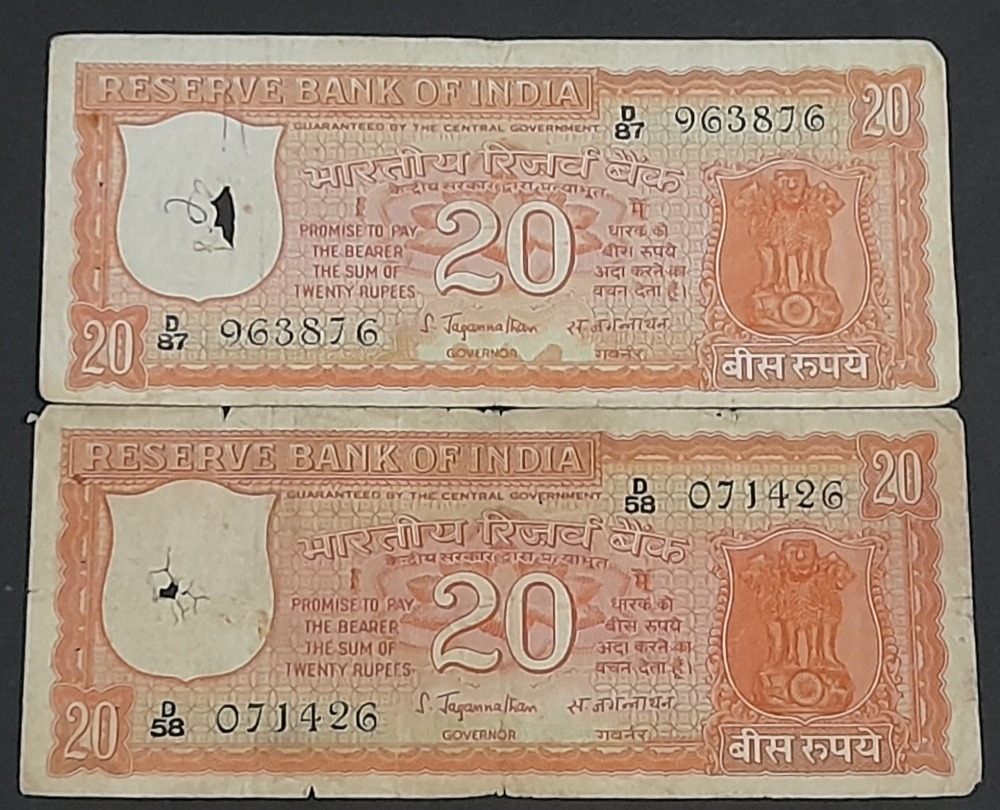 RESERVE BANK OF INDIA
20
D/87 963876
GUARANTEED BY THE CENTRAL GOVERNMENT
भारतीय रिज़र्व बैंक
केन्द्रीय सरकार द्वारा प्रत्याभूत
I
मैं
PROMISE TO PAY
THE BEARER
THE SUM OF
TWENTY RUPEES
20
धारक को
बीस रुपये
अदा करने का
वचन देता हूँ।
S. Jagannathan
स जगन्नाथन
GOVERNOR
गवर्नर
20
D/87 963876
बीस रुपये
RESERVE BANK OF INDIA
20
D/58 071426
GUARANTEED BY THE CENTRAL GOVERNMENT
भारतीय रिज़र्व बैंक
केन्द्रीय सरकार द्वारा प्रत्याभूत
I
मैं
PROMISE TO PAY
THE BEARER
THE SUM OF
TWENTY RUPEES
20
धारक को
बीस रुपये
अदा करने का
वचन देता हूँ।
S. Jagannathan
स जगन्नाथन
GOVERNOR
गवर्नर
20
D/58 071426
बीस रुपये